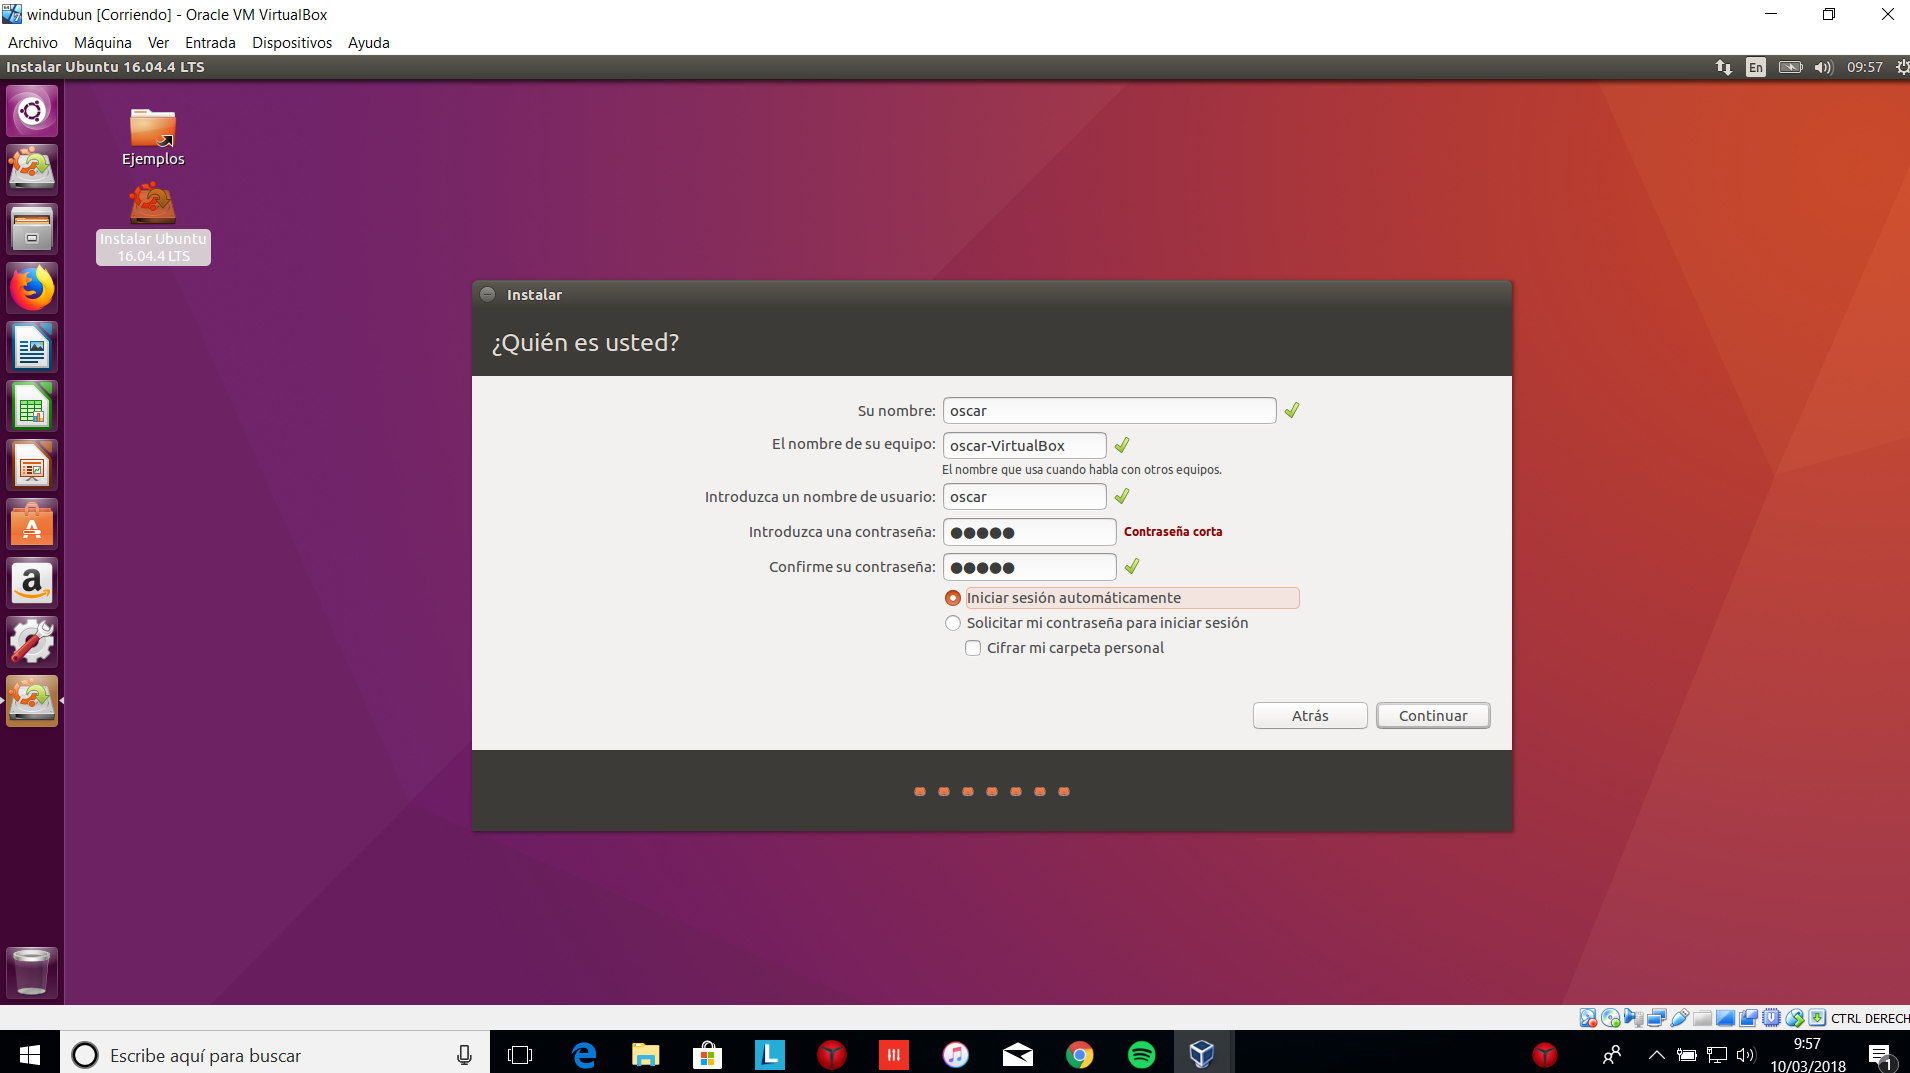 windubun [Corriendo] - Oracle VM VirtualBox
Archivo Máquina Ver Entrada Dispositivos Ayuda
Instalar Ubuntu 16.04.4 LTS
En
09:57
Ejemplos
Instalar Ubuntu
16.04.4 LTS
Instalar
¿Quién es usted?
Su nombre: oscar
El nombre de su equipo: oscar-VirtualBox
El nombre que usa cuando habla con otros equipos.
Introduzca un nombre de usuario: oscar
Introduzca una contraseña: ●●●●● Contraseña corta
Confirme su contraseña: ●●●●●
Iniciar sesión automáticamente
Solicitar mi contraseña para iniciar sesión
Cifrar mi carpeta personal
Atrás Continuar
CTRL DERECH
Escribe aquí para buscar
9:57
10/03/2018
1